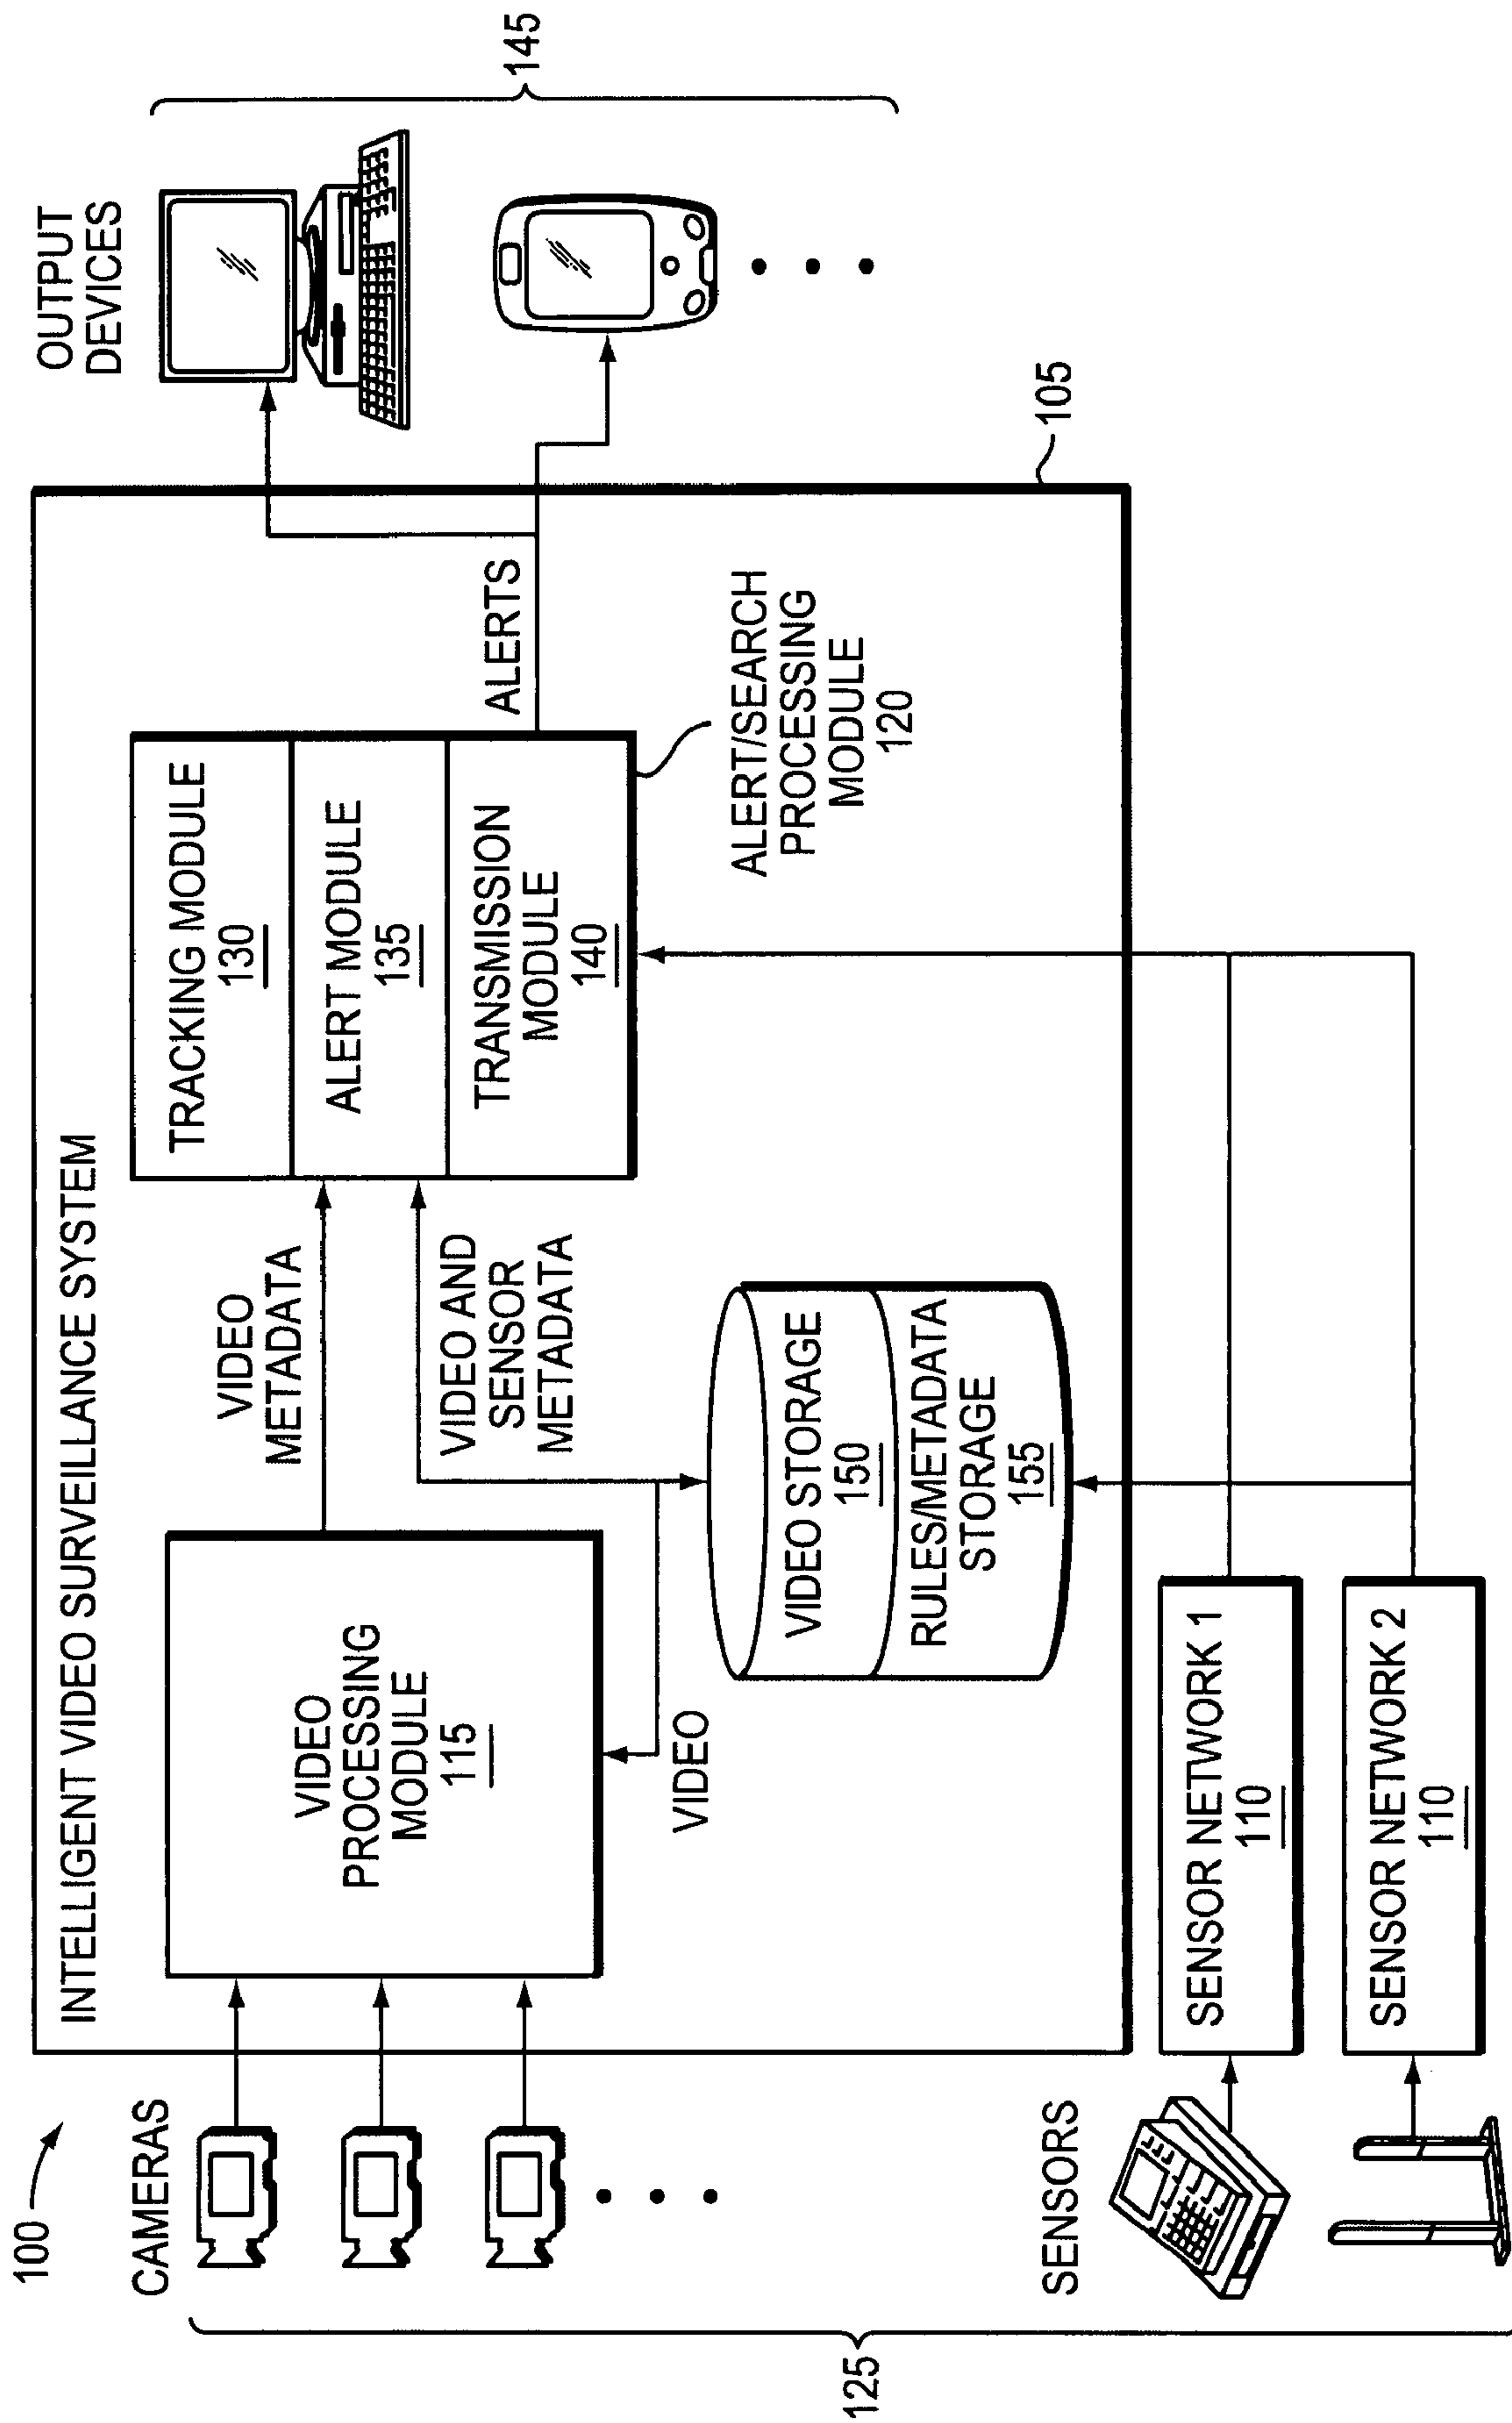 100
INTELLIGENT VIDEO SURVEILLANCE SYSTEM
CAMERAS
VIDEO
PROCESSING
MODULE
115
VIDEO
METADATA
VIDEO AND
SENSOR
METADATA
VIDEO
TRACKING MODULE
130
ALERT MODULE
135
TRANSMISSION
MODULE
140
ALERTS
OUTPUT
DEVICES
145
ALERT/SEARCH
PROCESSING
MODULE
120
VIDEO STORAGE
150
RULES/METADATA
STORAGE
155
105
125
SENSORS
SENSOR NETWORK 1
110
SENSOR NETWORK 2
110